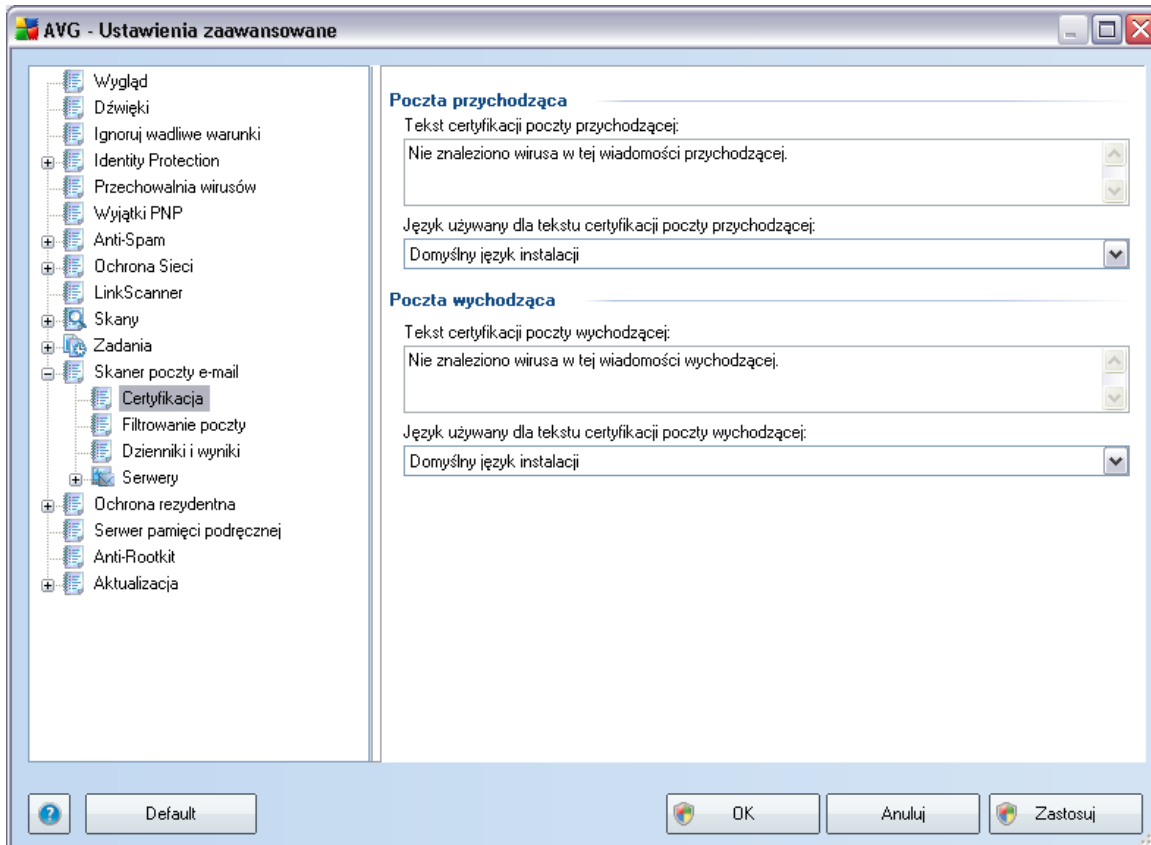 AVG - Ustawienia zaawansowane
Wygląd
Dźwięki
Ignoruj wadliwe warunki
Identity Protection
Przechowalnia wirusów
Wyjątki PNP
Anti-Spam
Ochrona Sieci
LinkScanner
Skany
Zadania
Skaner poczty e-mail
Certyfikacja
Filtrowanie poczty
Dzienniki i wyniki
Serwery
Ochrona rezydentna
Serwer pamięci podręcznej
Anti-Rootkit
Aktualizacja
Poczta przychodząca
Tekst certyfikacji poczty przychodzącej:
Nie znaleziono wirusa w tej wiadomości przychodzącej.
Język używany dla tekstu certyfikacji poczty przychodzącej:
Domyślny język instalacji
Poczta wychodząca
Tekst certyfikacji poczty wychodzącej:
Nie znaleziono wirusa w tej wiadomości wychodzącej.
Język używany dla tekstu certyfikacji poczty wychodzącej:
Domyślny język instalacji
Default
OK
Anuluj
Zastosuj